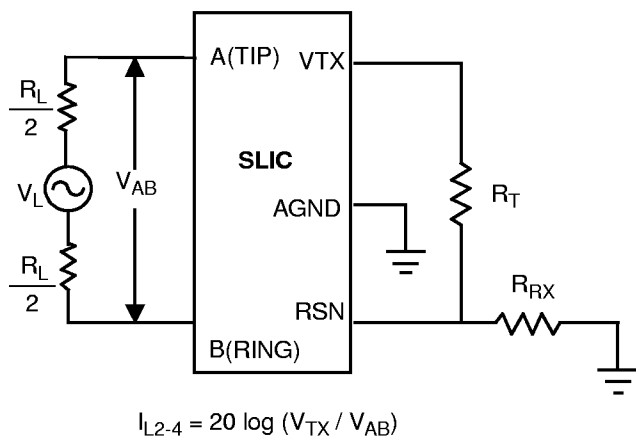 A(TIP)
VTX
R_L
2
SLIC
V_AB
V_L
R_T
AGND
R_L
2
R_RX
RSN
B(RING)
I_L2-4 = 20 log (V_TX / V_AB)